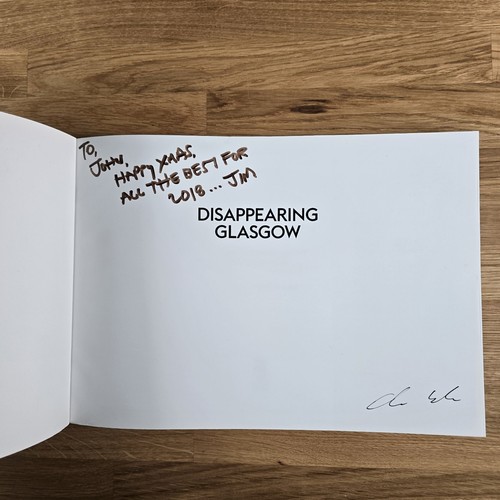 TO,
JOHN,
HAPPY XMAS.
ALL THE BEST FOR
2018... JIM
DISAPPEARING
GLASGOW